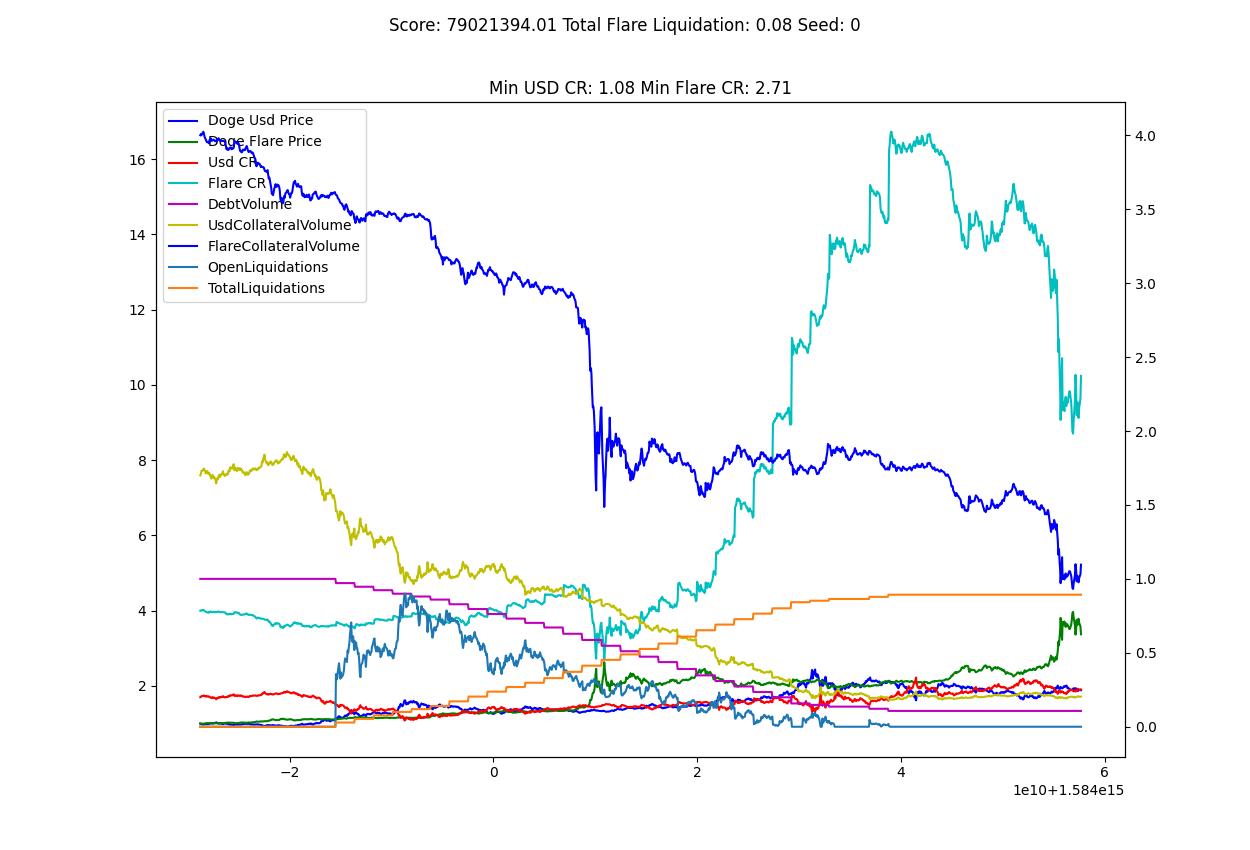 Score: 79021394.01 Total Flare Liquidation: 0.08 Seed: 0
Min USD CR: 1.08 Min Flare CR: 2.71
Doge Usd Price
Doge Flare Price
Usd CR
Flare CR
DebtVolume
UsdCollateralVolume
FlareCollateralVolume
OpenLiquidations
TotalLiquidations
16
14
12
10
8
6
4
2
4.0
3.5
3.0
2.5
2.0
1.5
1.0
0.5
0.0
−2
0
2
4
6
1e10+1.584e15